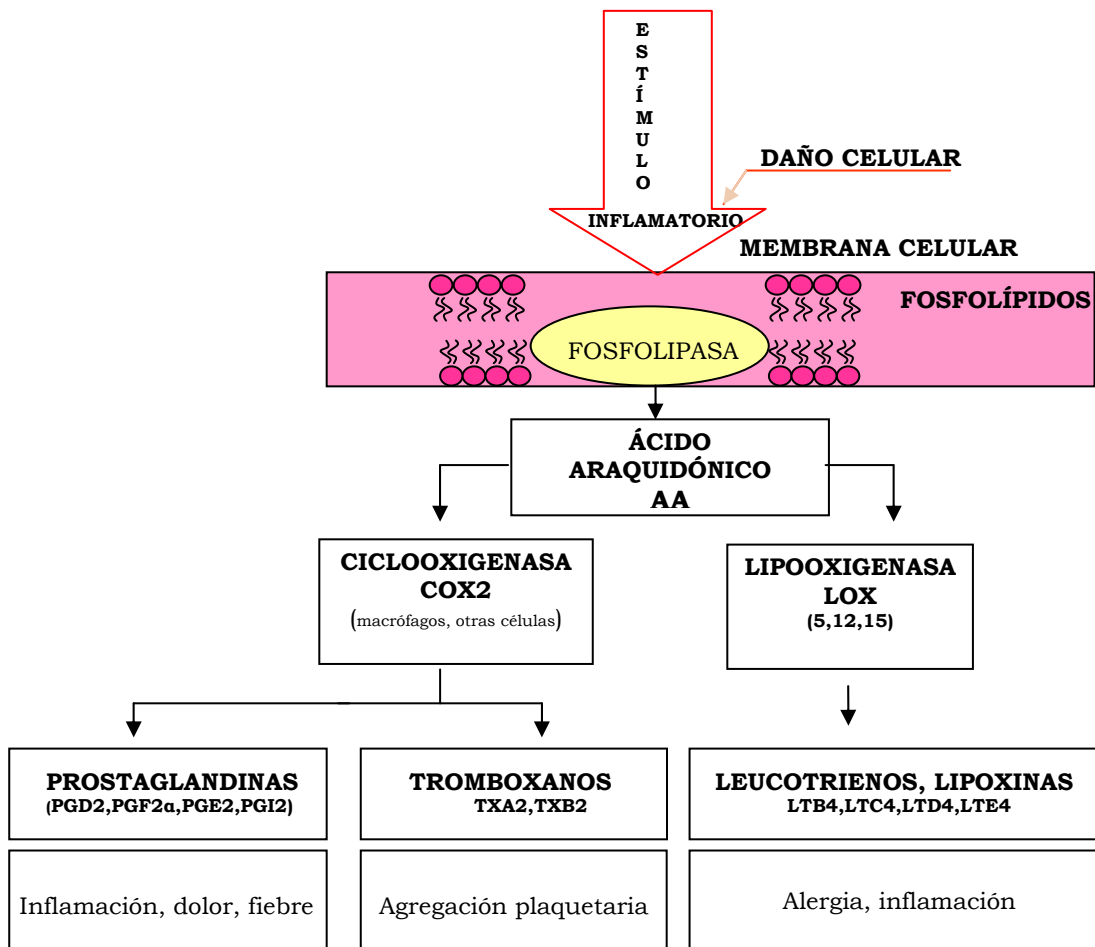 ESTÍMULO
INFLAMATORIO
DAÑO CELULAR
MEMBRANA CELULAR
FOSFOLÍPIDOS
FOSFOLIPASA
ÁCIDO
ARAQUIDÓNICO
AA
CICLOOXIGENASA
COX2
(macrófagos, otras células)
LIPOOXIGENASA
LOX
(5,12,15)
PROSTAGLANDINAS
(PGD2,PGF2α,PGE2,PGI2)
TROMBOXANOS
TXA2,TXB2
LEUCOTRIENOS, LIPOXINAS
LTB4,LTC4,LTD4,LTE4
Inflamación, dolor, fiebre
Agregación plaquetaria
Alergia, inflamación